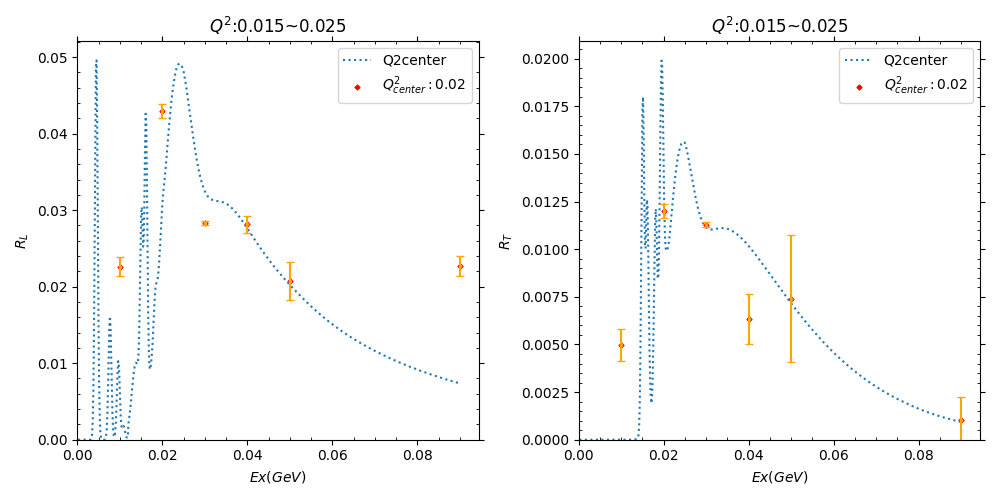 Q²:0.015~0.025
Q2center
Q²center : 0.02
R_L
0.05
0.04
0.03
0.02
0.01
0.00
0.00 0.02 0.04 0.06 0.08
Ex(GeV)
Q²:0.015~0.025
Q2center
Q²center : 0.02
R_T
0.0200
0.0175
0.0150
0.0125
0.0100
0.0075
0.0050
0.0025
0.0000
0.00 0.02 0.04 0.06 0.08
Ex(GeV)